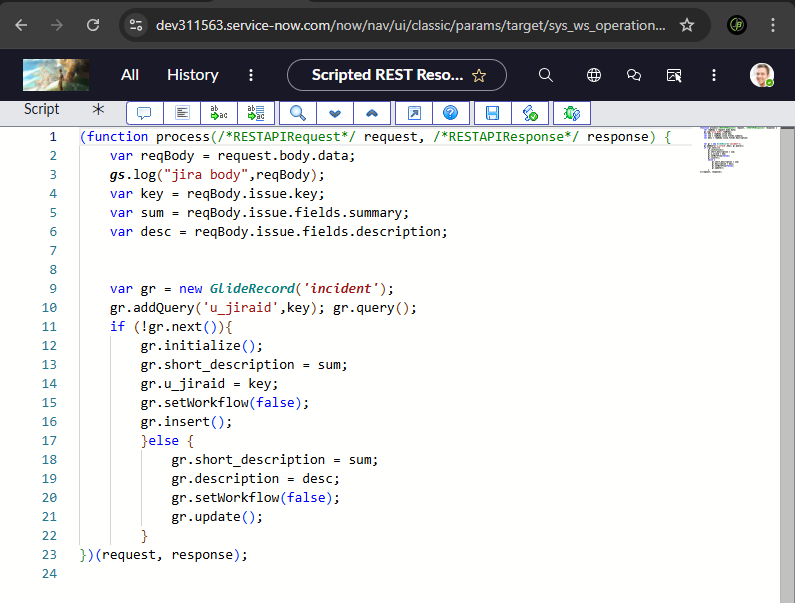 dev311563.service-now.com/now/nav/ui/classic/params/target/sys_ws_operation...
All History Scripted REST Reso...
Script
1 (function process(/*RESTAPIRequest*/ request, /*RESTAPIResponse*/ response) {
2 var reqBody = request.body.data;
3 gs.log("jira body",reqBody);
4 var key = reqBody.issue.key;
5 var sum = reqBody.issue.fields.summary;
6 var desc = reqBody.issue.fields.description;
7
8
9 var gr = new GlideRecord('incident');
10 gr.addQuery('u_jiraid',key); gr.query();
11 if (!gr.next()){
12 gr.initialize();
13 gr.short_description = sum;
14 gr.u_jiraid = key;
15 gr.setWorkflow(false);
16 gr.insert();
17 }else {
18 gr.short_description = sum;
19 gr.description = desc;
20 gr.setWorkflow(false);
21 gr.update();
22 }
23 })(request, response);
24